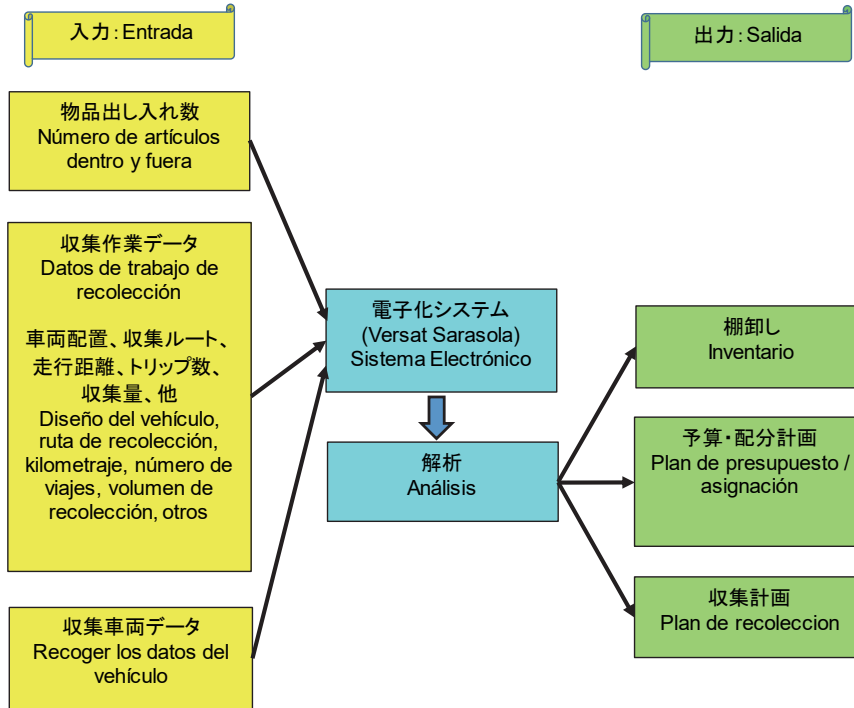 入力：Entrada
出力：Salida
物品出し入れ数
Número de artículos
dentro y fuera
収集作業データ
Datos de trabajo de
recolección
車両配置、収集ルート、
走行距離、トリップ数、
収集量、他
Diseño del vehículo,
ruta de recolección,
kilometraje, número de
viajes, volumen de
recolección, otros
収集車両データ
Recoger los datos del
vehículo
電子化システム
(Versat Sarasola)
Sistema Electrónico
解析
Análisis
棚卸し
Inventario
予算・配分計画
Plan de presupuesto /
asignación
収集計画
Plan de recoleccion